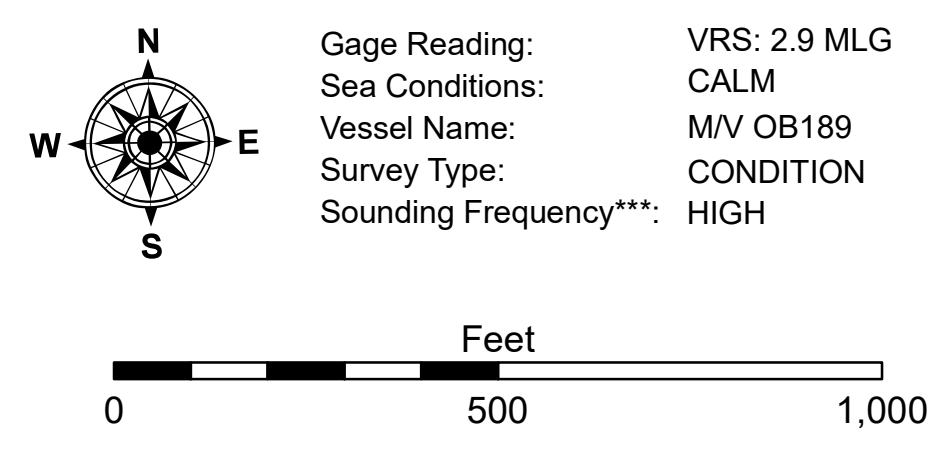 N
W E
S
Gage Reading: VRS: 2.9 MLG
Sea Conditions: CALM
Vessel Name: M/V OB189
Survey Type: CONDITION
Sounding Frequency***: HIGH
Feet
0 500 1,000